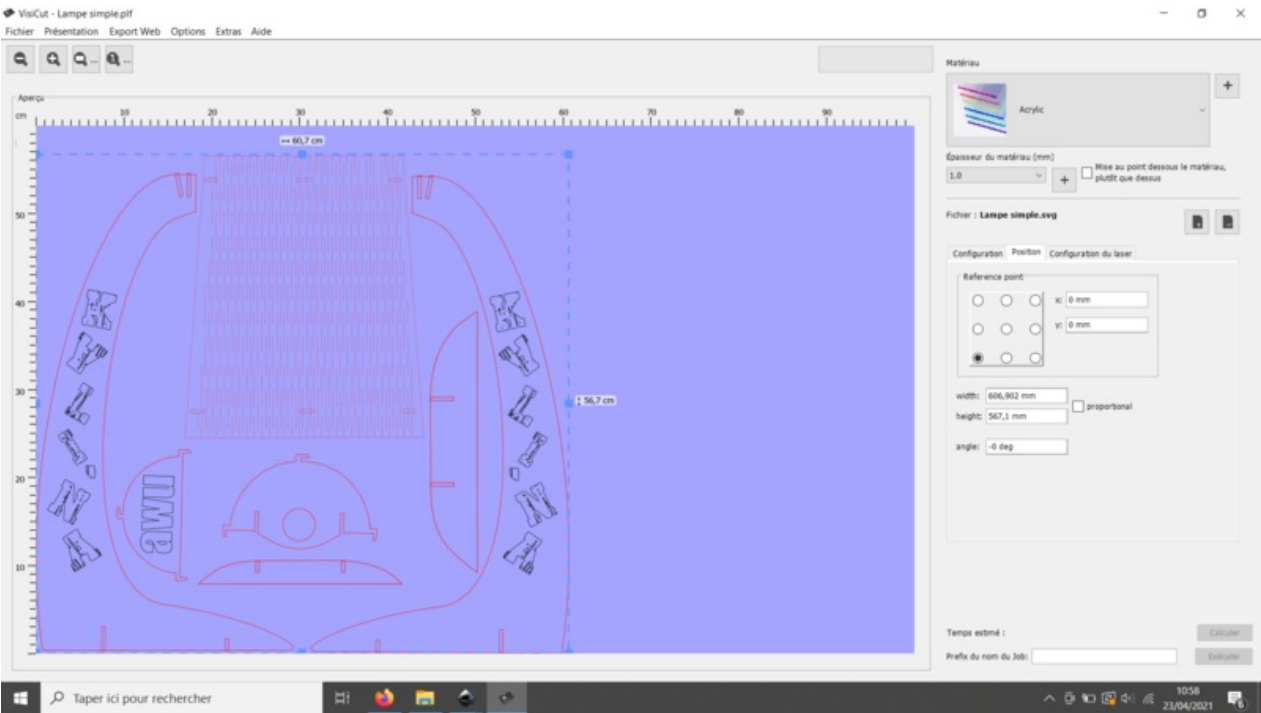 VisiCut - Lampe simple.plf
Fichier Présentation Export Web Options Extras Aide
Aperçu
cm 10 20 30 40 50 60 70 80 90
60,7 cm
50
40
30
20
10
56,7 cm
awu
Matériau
Acrylic
Épaisseur du matériau (mm)
1.0
Mise au point dessous le matériau,
plutôt que dessus
Fichier : Lampe simple.svg
Configuration Position Configuration du laser
Reference point
x: 0 mm
y: 0 mm
width: 606,902 mm
height: 567,1 mm
proportional
angle: -0 deg
Temps estimé :
Calculer
Prefix du nom du Job:
Exécuter
Taper ici pour rechercher
10:58
23/04/2021
6